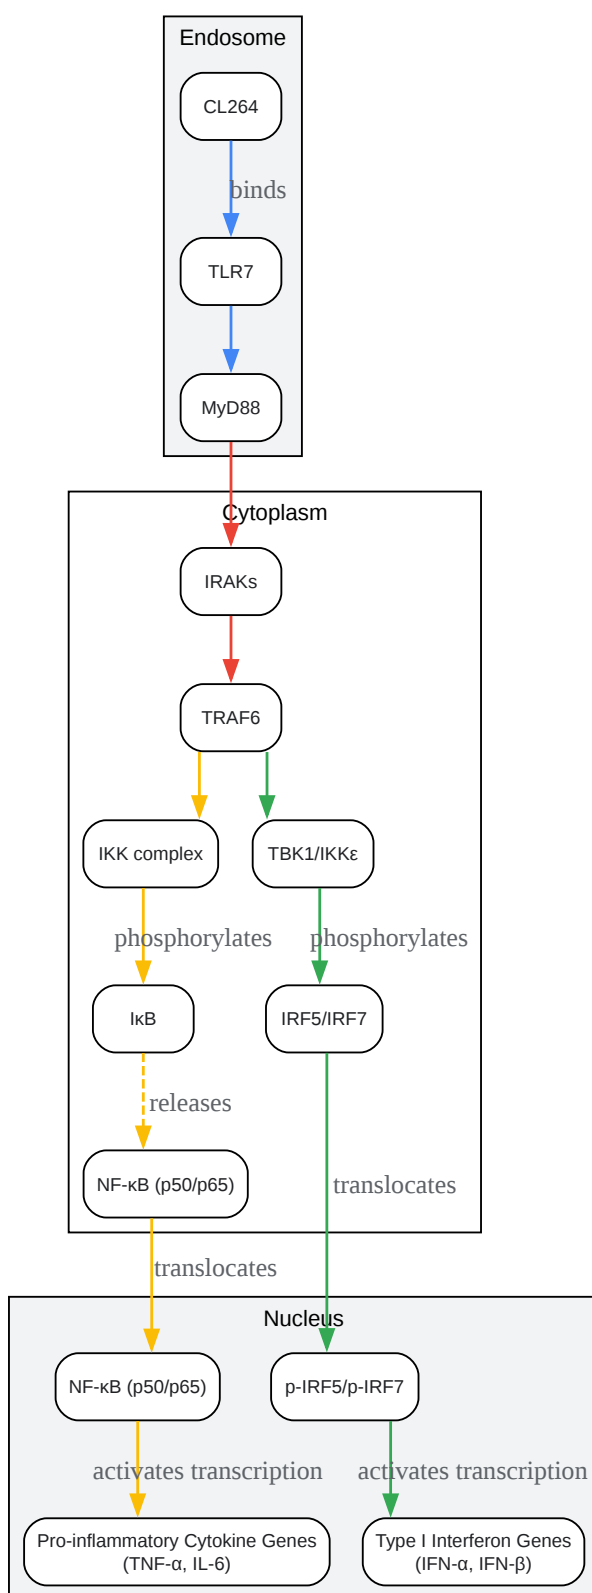 Endosome
CL264
binds
TLR7
MyD88
Cytoplasm
IRAKs
TRAF6
IKK complex
TBK1/IKKε
phosphorylates
phosphorylates
IκB
IRF5/IRF7
releases
NF-κB (p50/p65)
translocates
translocates
Nucleus
NF-κB (p50/p65)
p-IRF5/p-IRF7
activates transcription
activates transcription
Pro-inflammatory Cytokine Genes
(TNF-α, IL-6)
Type I Interferon Genes
(IFN-α, IFN-β)